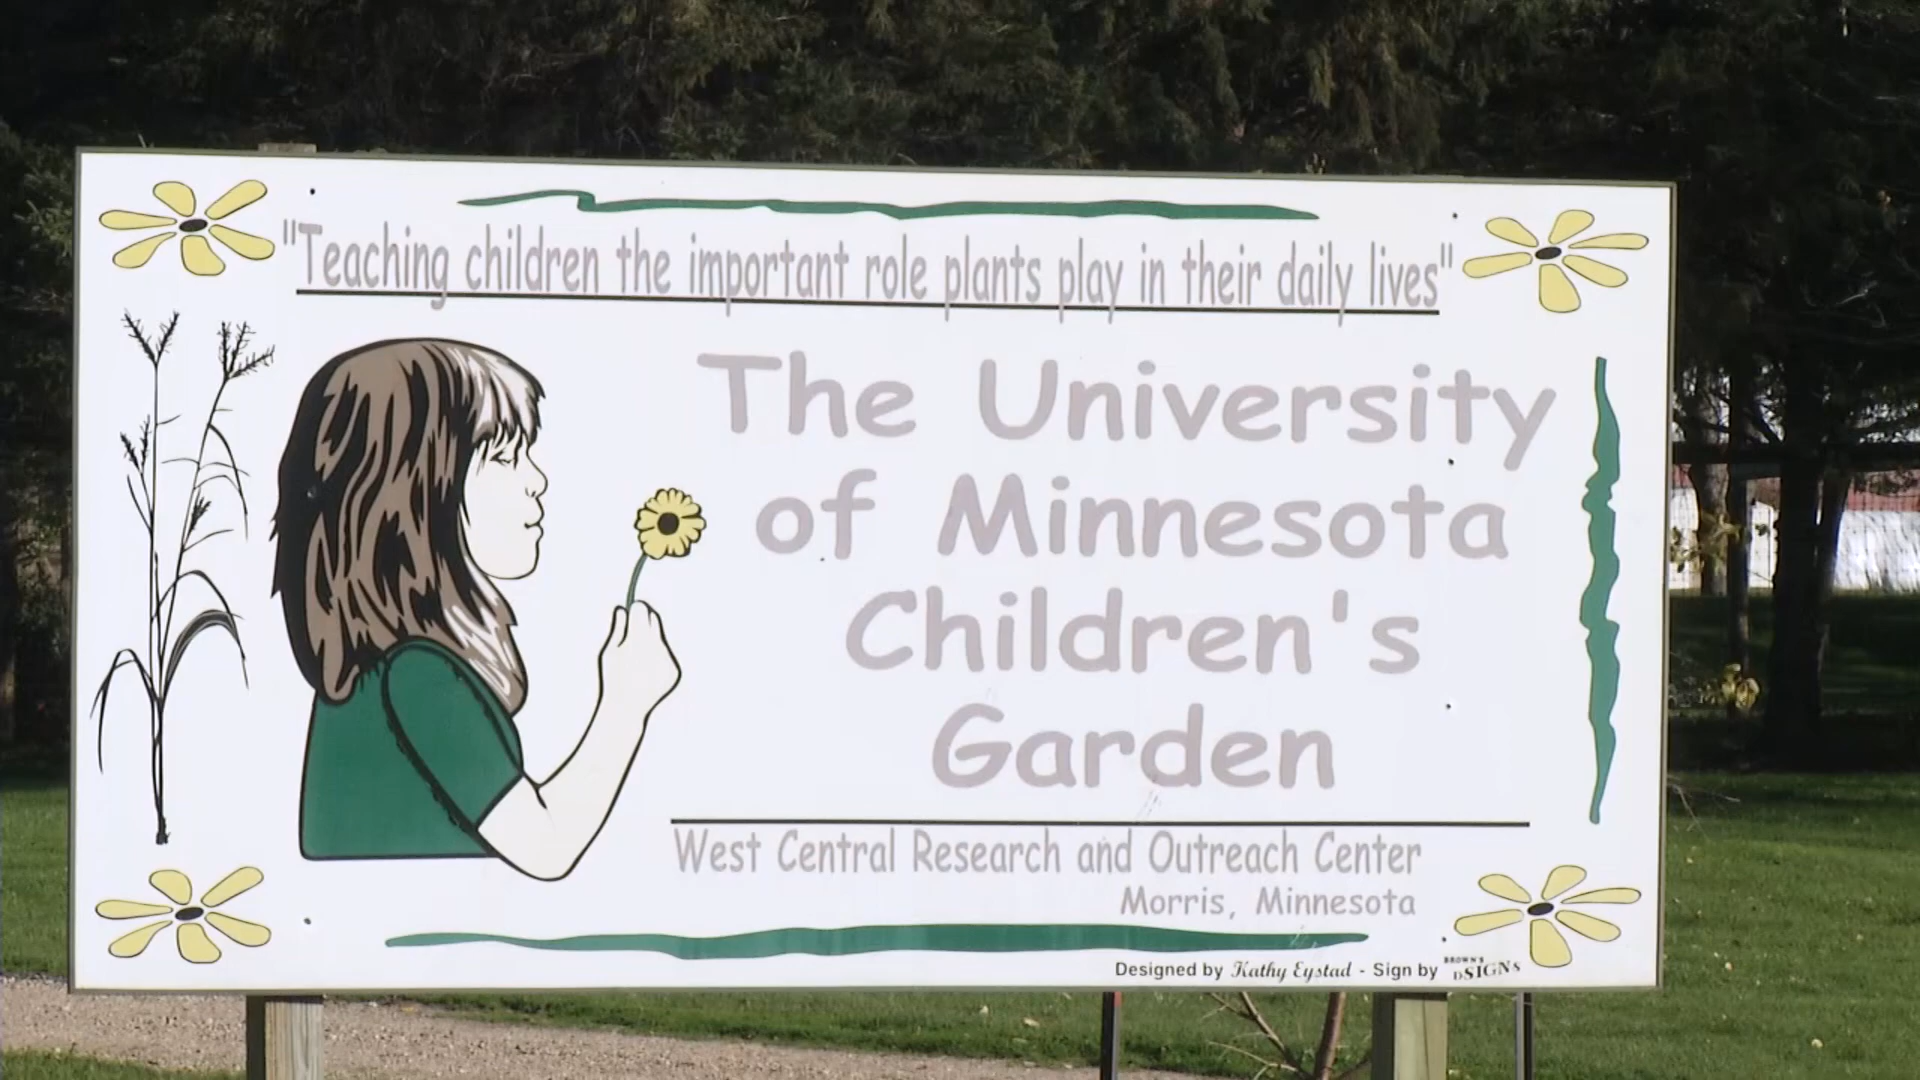 "Teaching children the important role plants play in their daily lives"
The University
of Minnesota
Children's
Garden
West Central Research and Outreach Center
Morris, Minnesota
Designed by Kathy Eystad - Sign by BROWN'S DSIGNs